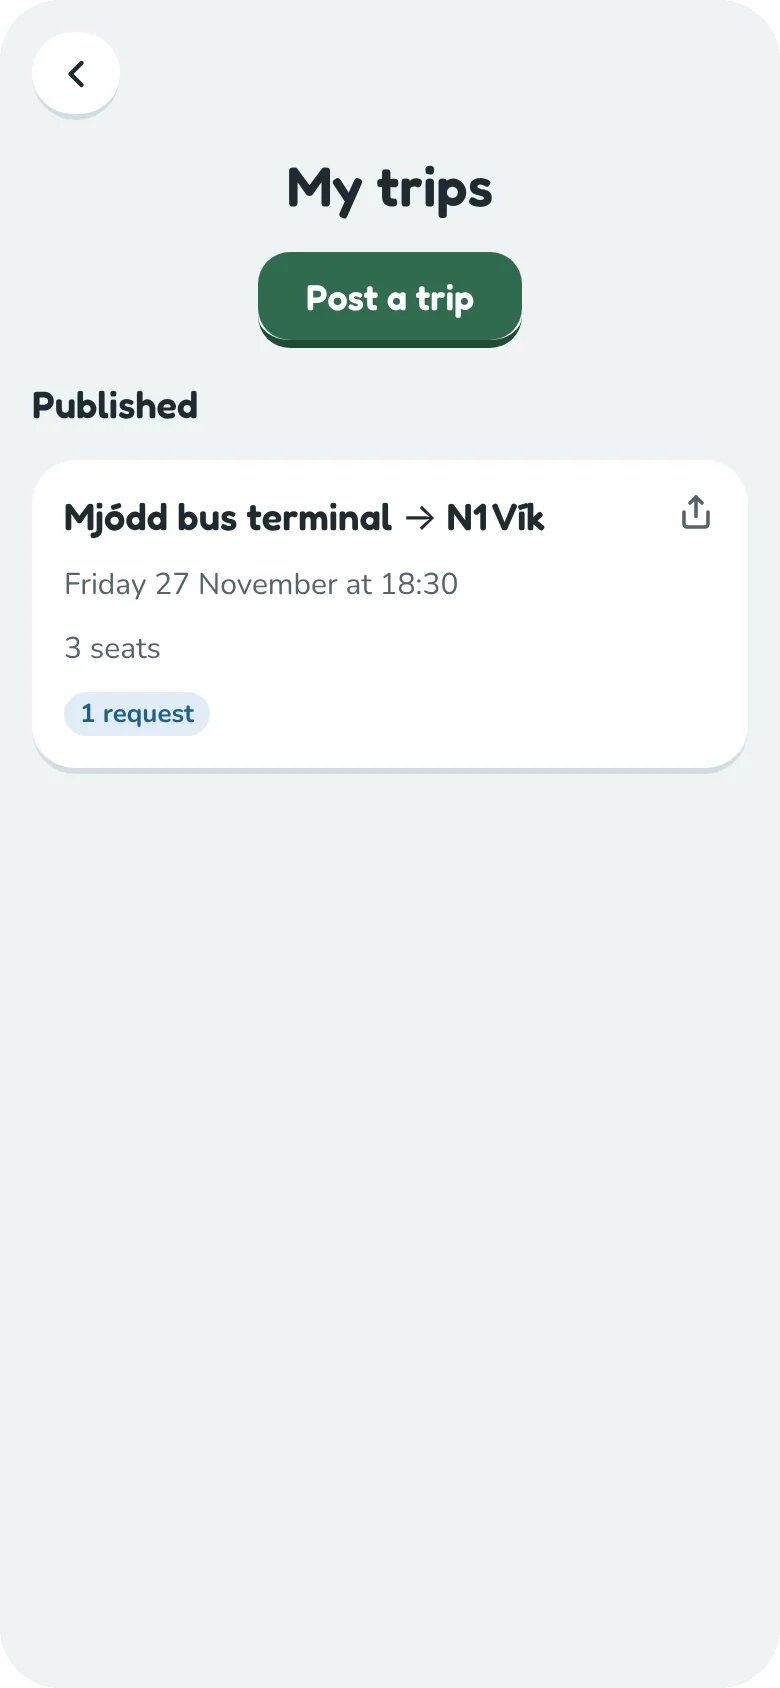 My trips
Post a trip
Published
Mjódd bus terminal → N1 Vík
Friday 27 November at 18:30
3 seats
1 request